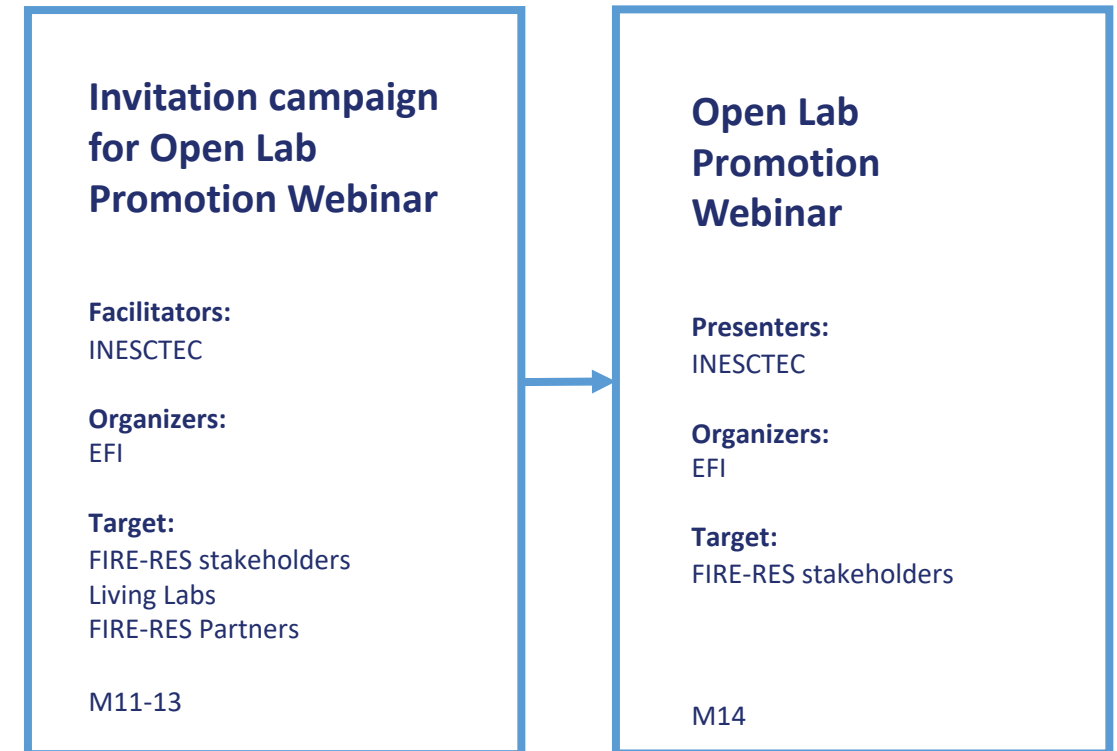 Invitation campaign
for Open Lab
Promotion Webinar
Facilitators:
INESCTEC
Organizers:
EFI
Target:
FIRE-RES stakeholders
Living Labs
FIRE-RES Partners
M11-13
Open Lab
Promotion
Webinar
Presenters:
INESCTEC
Organizers:
EFI
Target:
FIRE-RES stakeholders
M14